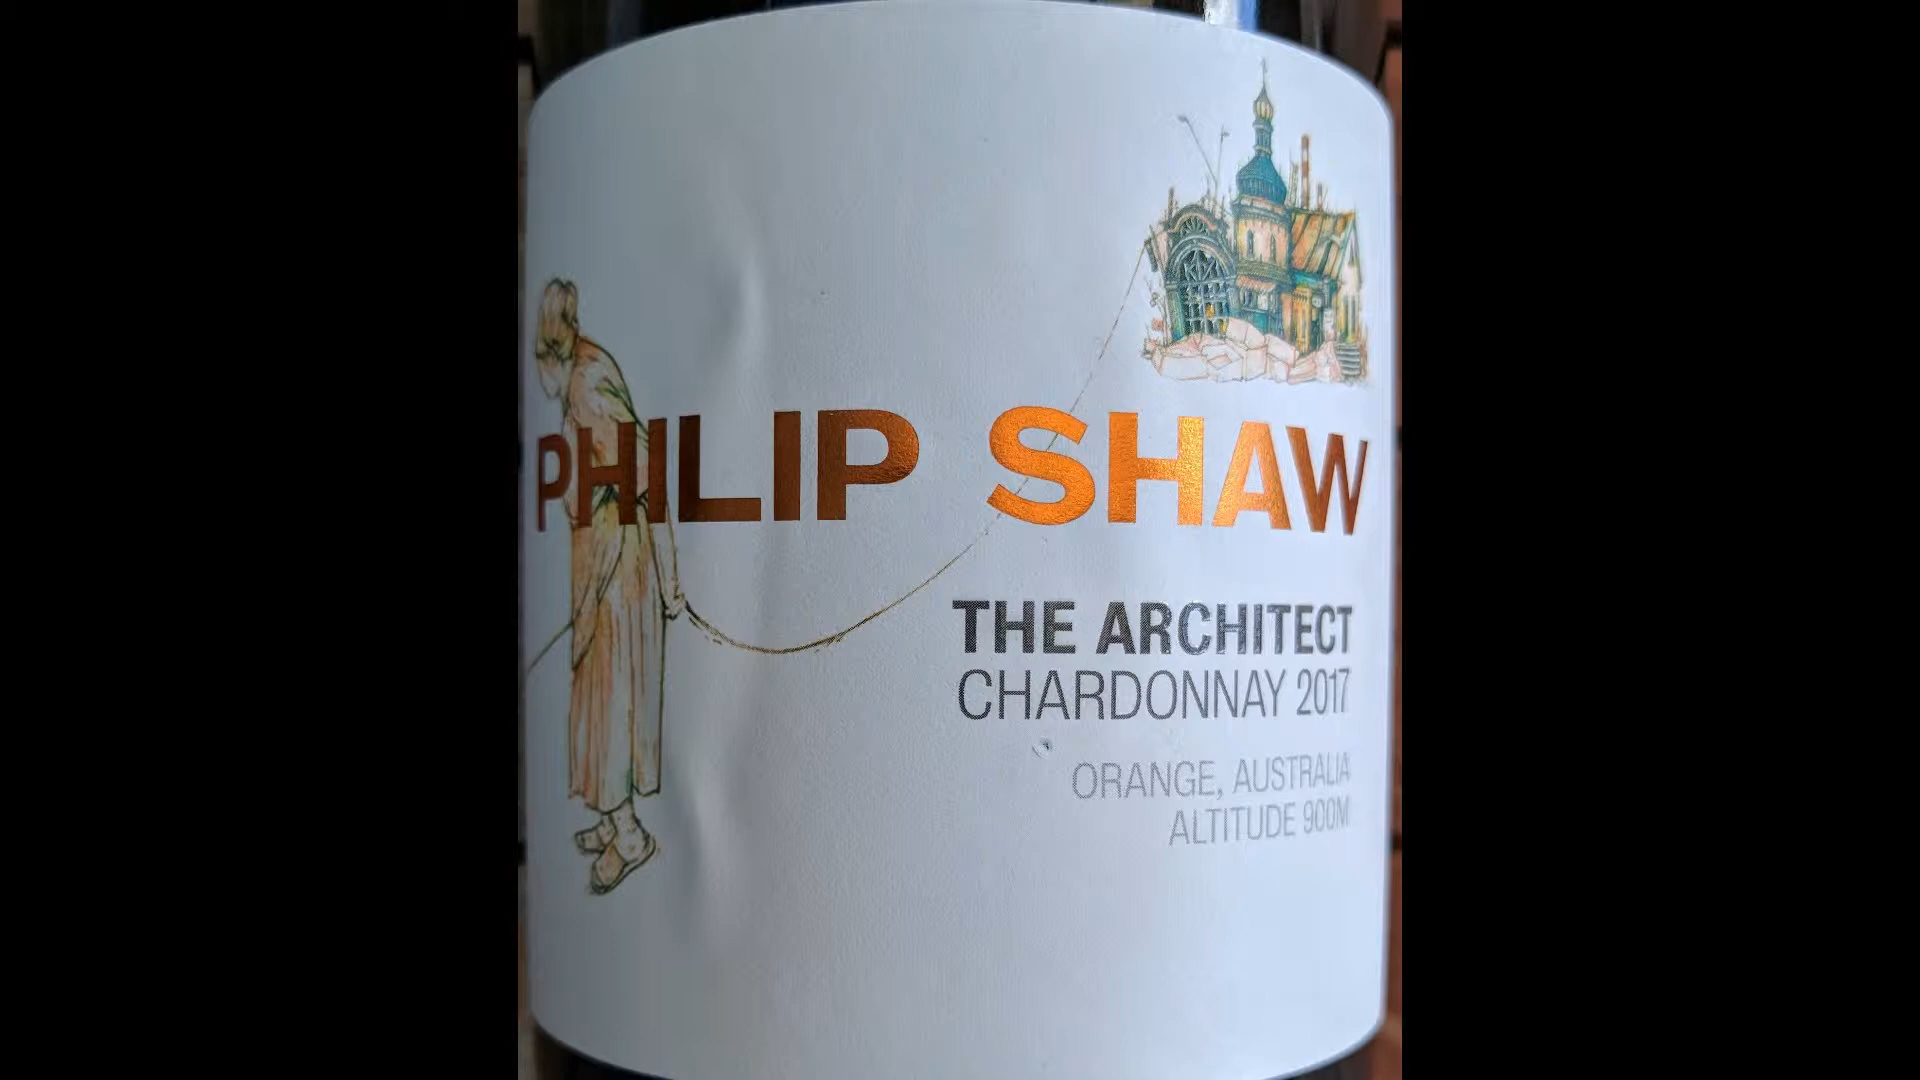 PHILIP SHAW
THE ARCHITECT
CHARDONNAY 2017
ORANGE, AUSTRALIA
ALTITUDE 900M